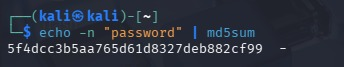 ┌──(kali㉿kali)-[~]
└─$ echo -n "password" | md5sum
5f4dcc3b5aa765d61d8327deb882cf99  -